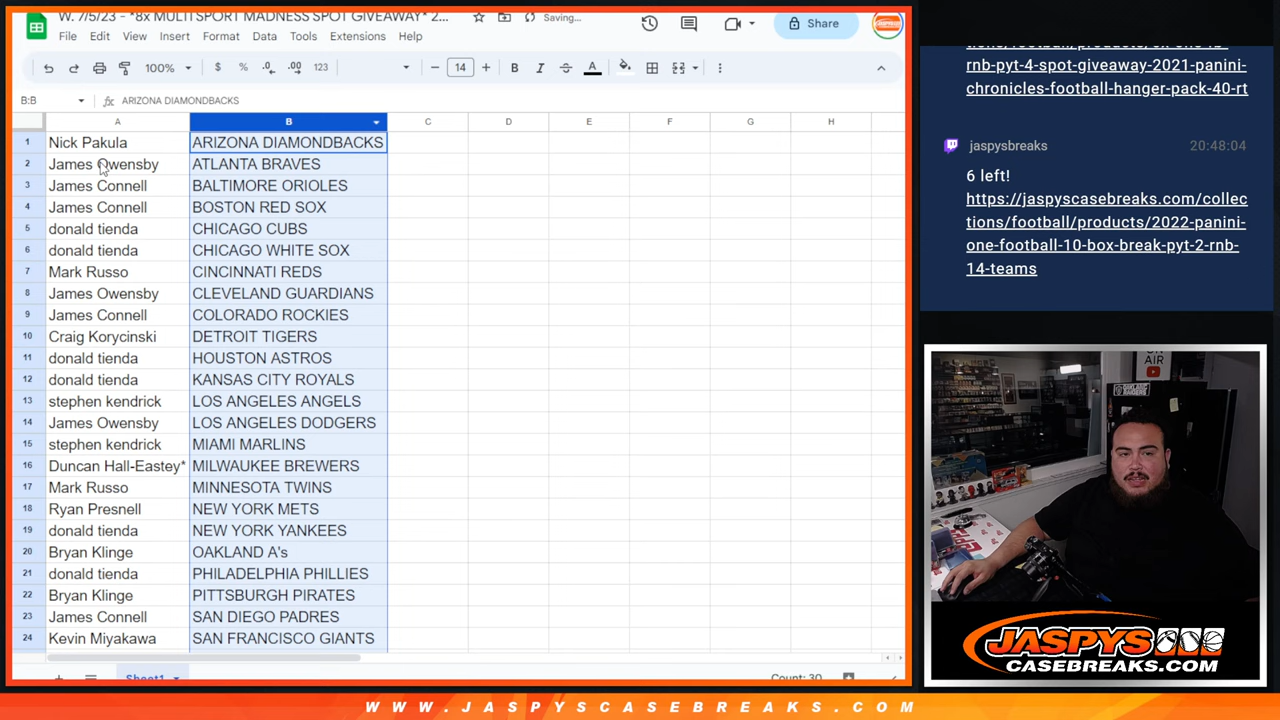 W. 7/5/23 - *8x MULTI SPORT MADNESS SPOT GIVEAWAY* 2...
Saving...
File Edit View Insert Format Data Tools Extensions Help
Share
100% $ % .0 .00 123 14 B I A
B:B fx ARIZONA DIAMONDBACKS
A B C D E F G H
1 Nick Pakula ARIZONA DIAMONDBACKS
2 James Owensby ATLANTA BRAVES
3 James Connell BALTIMORE ORIOLES
4 James Connell BOSTON RED SOX
5 donald tienda CHICAGO CUBS
6 donald tienda CHICAGO WHITE SOX
7 Mark Russo CINCINNATI REDS
8 James Owensby CLEVELAND GUARDIANS
9 James Connell COLORADO ROCKIES
10 Craig Korycinski DETROIT TIGERS
11 donald tienda HOUSTON ASTROS
12 donald tienda KANSAS CITY ROYALS
13 stephen kendrick LOS ANGELES ANGELS
14 James Owensby LOS ANGELES DODGERS
15 stephen kendrick MIAMI MARLINS
16 Duncan Hall-Eastey* MILWAUKEE BREWERS
17 Mark Russo MINNESOTA TWINS
18 Ryan Presnell NEW YORK METS
19 donald tienda NEW YORK YANKEES
20 Bryan Klinge OAKLAND A's
21 donald tienda PHILADELPHIA PHILLIES
22 Bryan Klinge PITTSBURGH PIRATES
23 James Connell SAN DIEGO PADRES
24 Kevin Miyakawa SAN FRANCISCO GIANTS
Sheet1
Count: 30
rnb-pyt-4-spot-giveaway-2021-panini-
chronicles-football-hanger-pack-40-rt
jaspysbreaks 20:48:04
6 left!
https://jaspyscasebreaks.com/collec
tions/football/products/2022-panini-
one-football-10-box-break-pyt-2-rnb-
14-teams
ON
AIR
JASPYS
CASEBREAKS.COM
WWW.JASPYSCASEBREAKS.COM